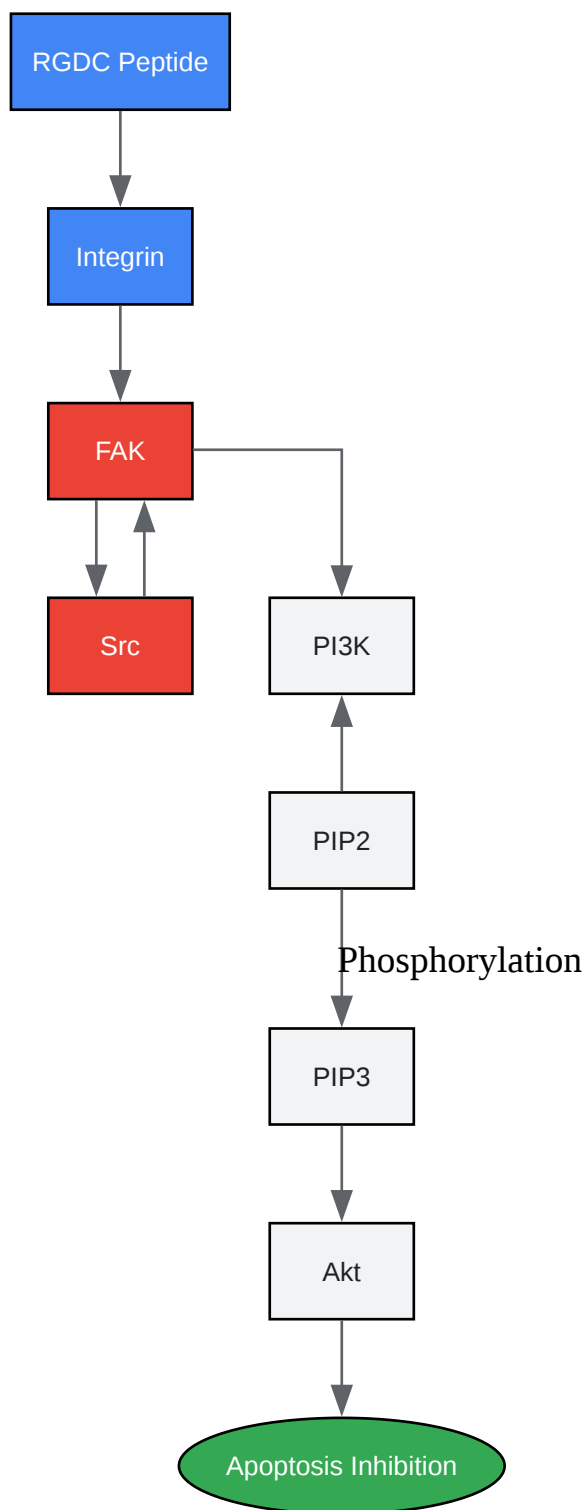 RGDC Peptide
Integrin
FAK
Src
PI3K
PIP2
Phosphorylation
PIP3
Akt
Apoptosis Inhibition